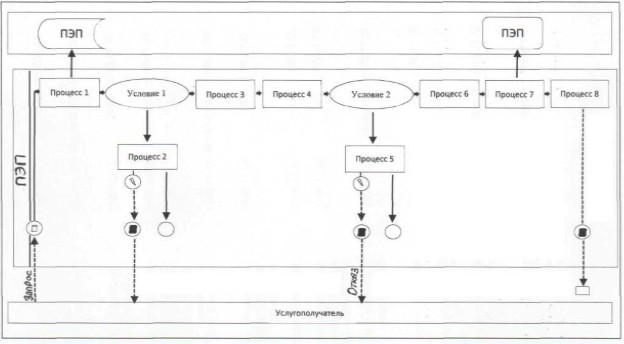 ПЭП ПЭП
Процесс 1 Условие 1 Процесс 3 Процесс 4 Условие 2 Процесс 6 Процесс 7 Процесс 8
Процесс 2 Процесс 5
ПЭП
Запрос
Отказ
Услугополучатель